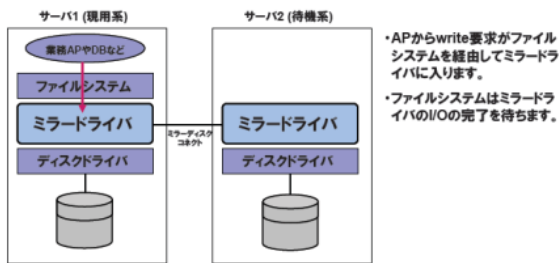 サーバ1 (現用系)
業務APやDBなど
ファイルシステム
ミラードライバ
ディスクドライバ
ミラーディスク
コネクト
サーバ2 (待機系)
ミラードライバ
ディスクドライバ
・APからwrite要求がファイル
システムを経由してミラードラ
イバに入ります。
・ファイルシステムはミラードラ
イバのI/Oの完了を待ちます。